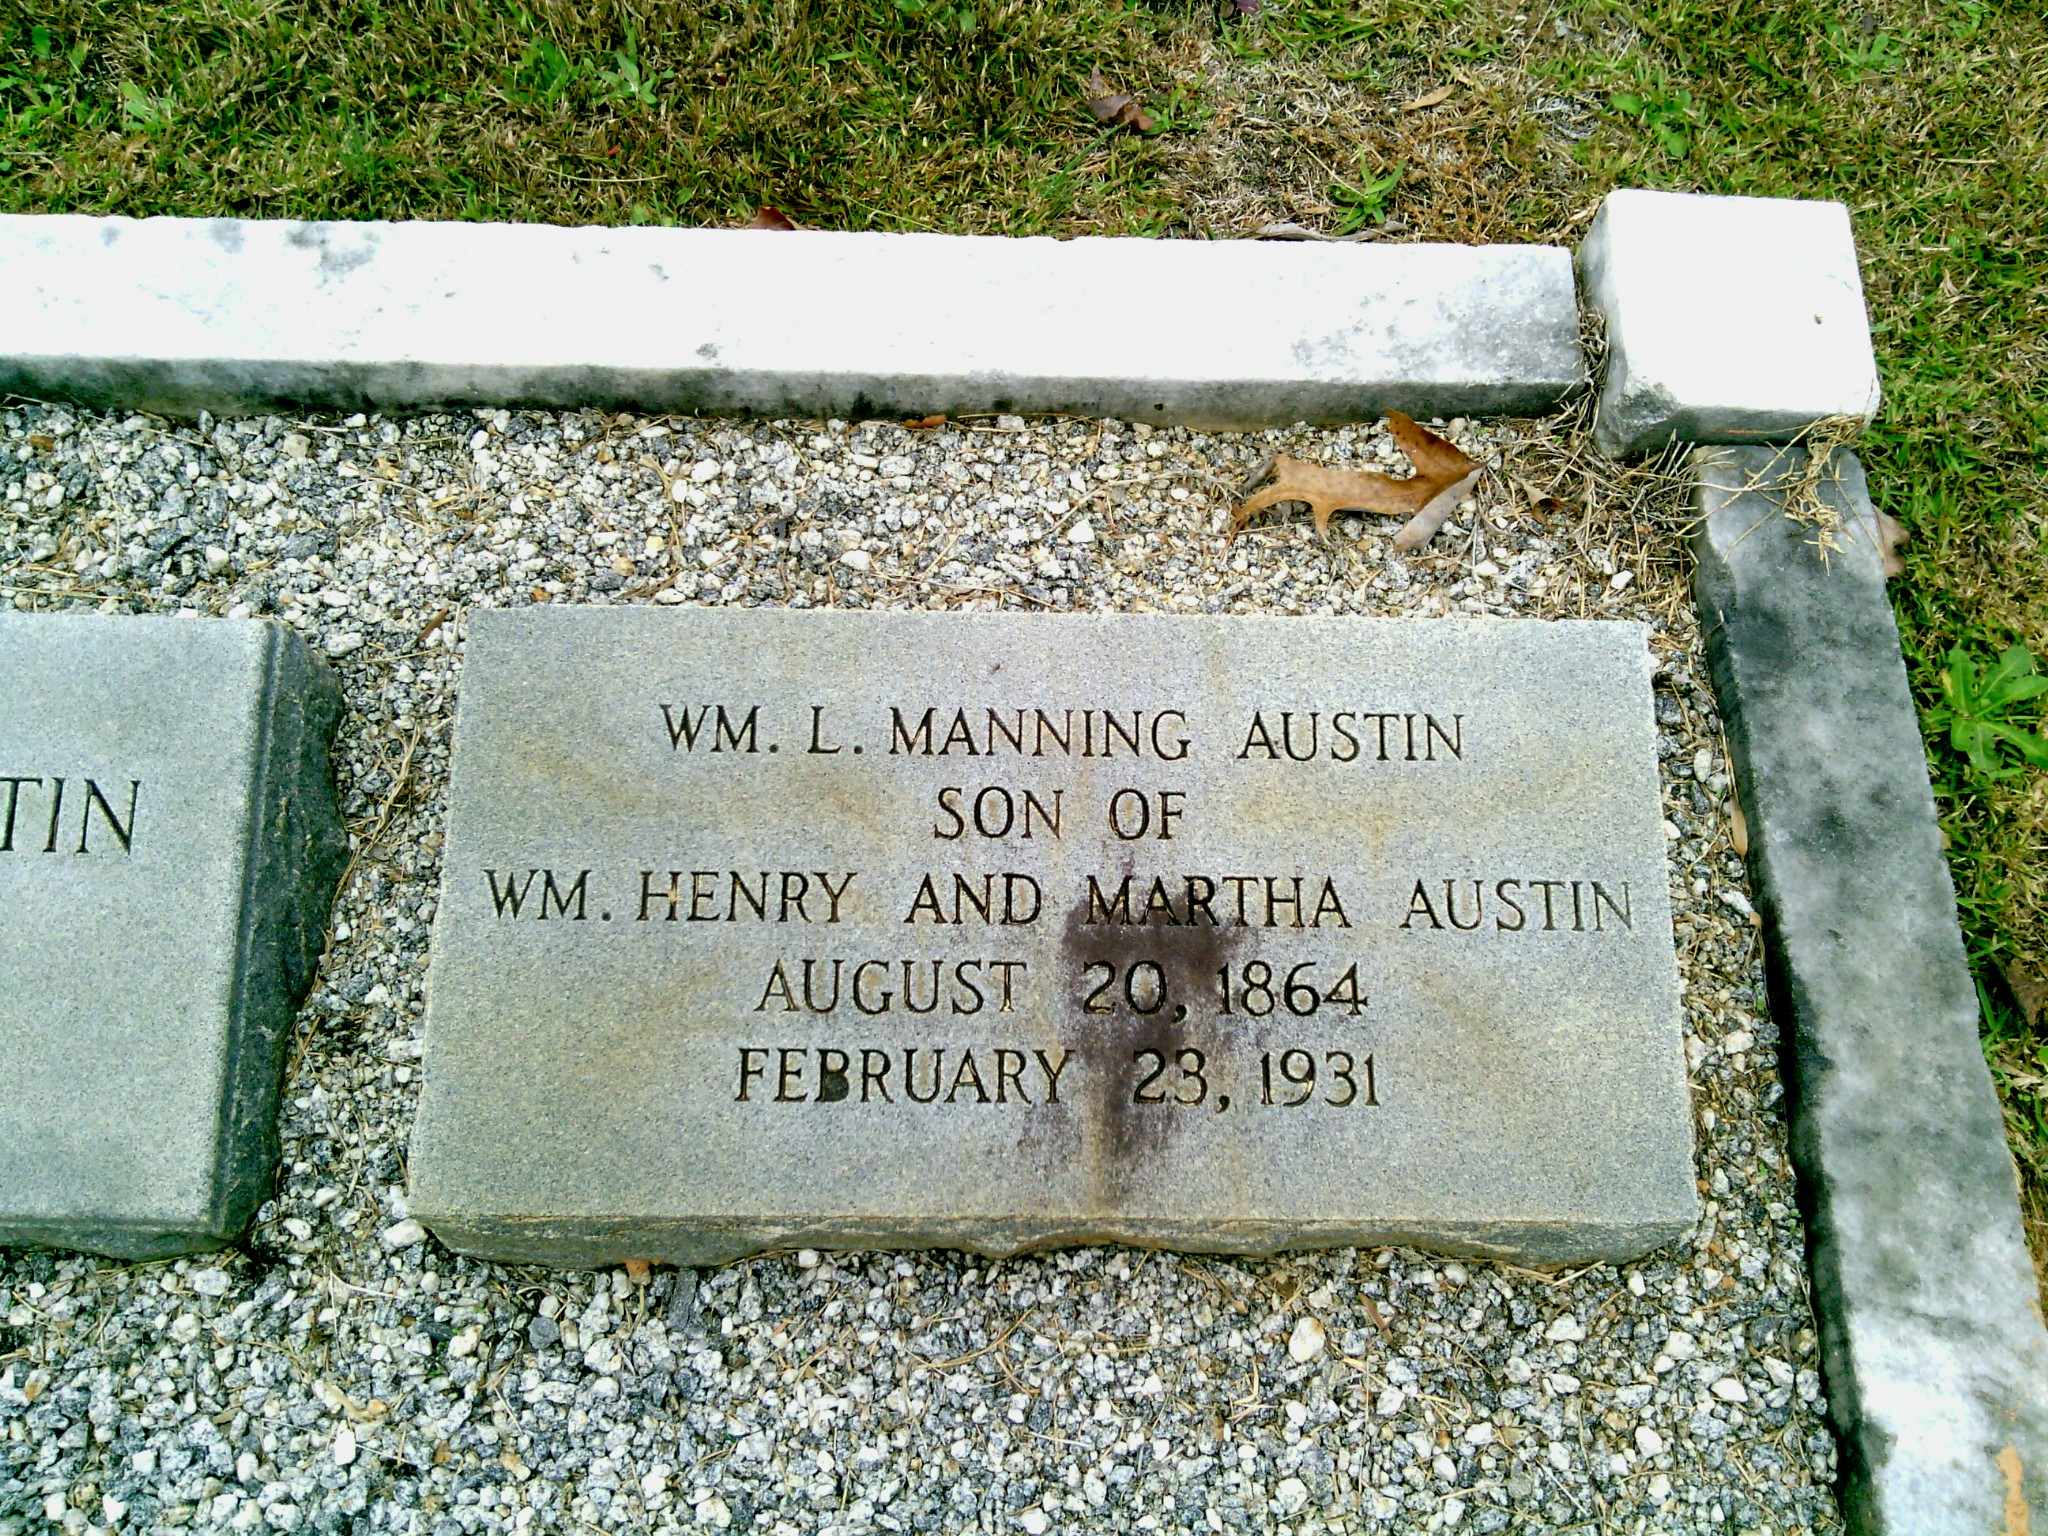 WM. L. MANNING AUSTIN
SON OF
WM. HENRY AND MARTHA AUSTIN
AUGUST 20, 1864
FEBRUARY 23, 1931
TIN